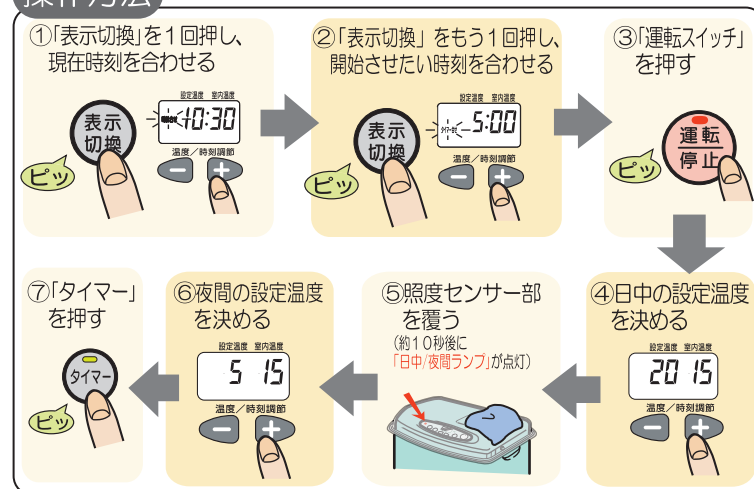 操作方法
①「表示切換」を1回押し、
現在時刻を合わせる
設定温度 室内温度
10:30
表示
切換
温度/時刻調節
− +
ピッ
②「表示切換」をもう1回押し、
開始させたい時刻を合わせる
設定温度 室内温度
5:00
表示
切換
温度/時刻調節
− +
ピッ
③「運転スイッチ」
を押す
運転
停止
ピッ
④日中の設定温度
を決める
設定温度 室内温度
20 15
温度/時刻調節
− +
⑤照度センサー部
を覆う
(約10秒後に
「日中/夜間ランプ」が点灯)
⑥夜間の設定温度
を決める
設定温度 室内温度
5 15
温度/時刻調節
− +
⑦「タイマー」
を押す
タイマー
ピッ